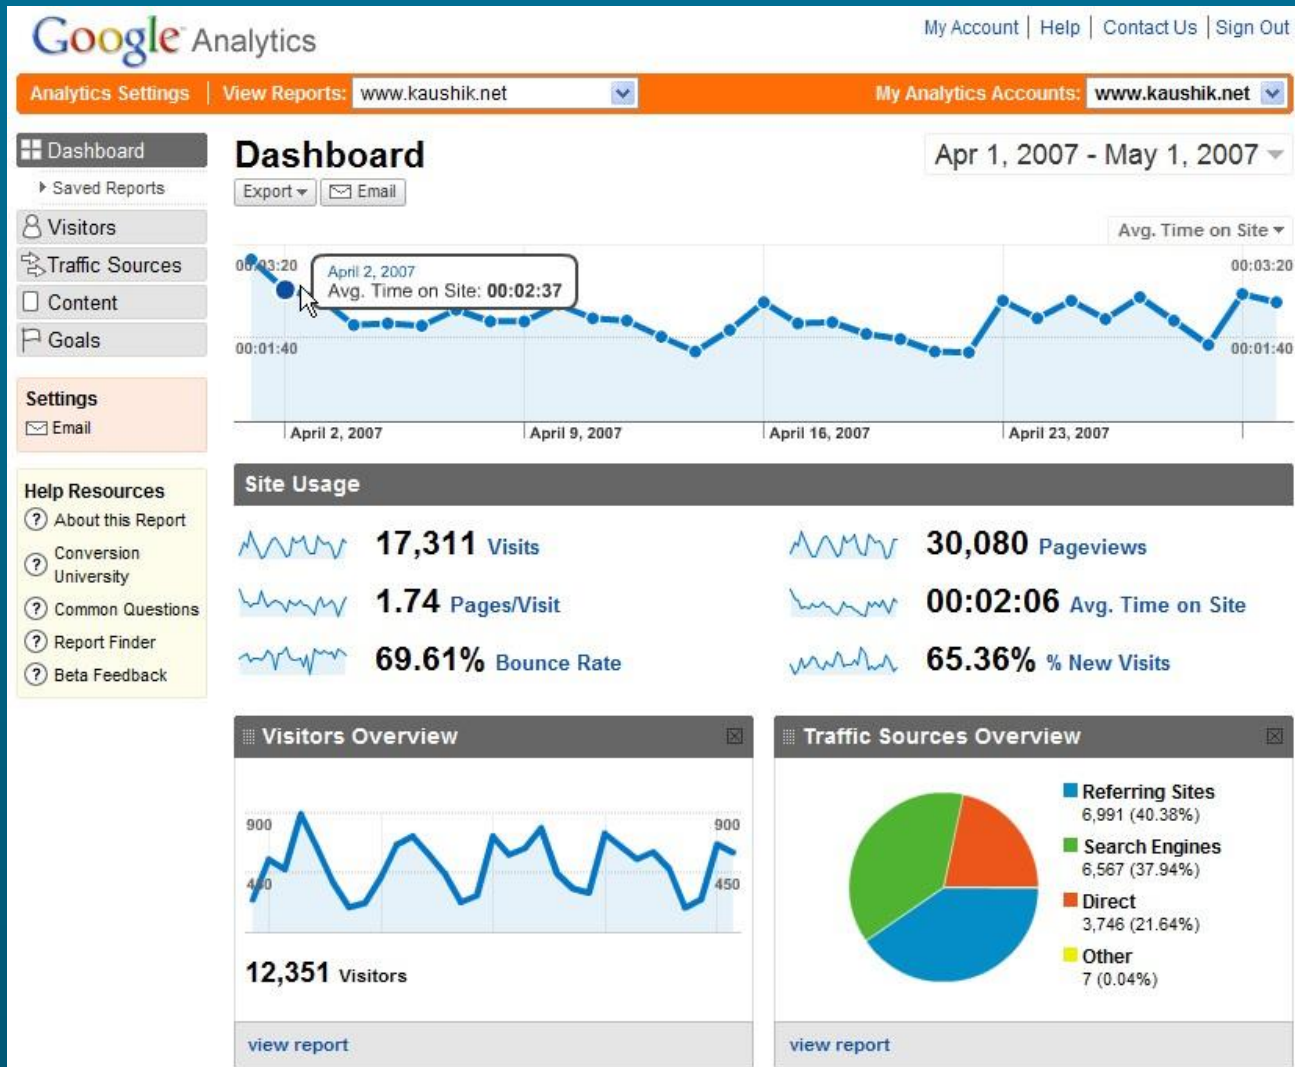 Google Analytics
My Account | Help | Contact Us | Sign Out
Analytics Settings | View Reports: www.kaushik.net
My Analytics Accounts: www.kaushik.net
Dashboard
Saved Reports
Visitors
Traffic Sources
Content
Goals
Settings
Email
Help Resources
? About this Report
? Conversion
University
? Common Questions
? Report Finder
? Beta Feedback
Dashboard
Apr 1, 2007 - May 1, 2007
Export
Email
Avg. Time on Site
00:03:20
00:03:20
April 2, 2007
Avg. Time on Site: 00:02:37
00:01:40
00:01:40
April 2, 2007
April 9, 2007
April 16, 2007
April 23, 2007
Site Usage
17,311 Visits
30,080 Pageviews
1.74 Pages/Visit
00:02:06 Avg. Time on Site
69.61% Bounce Rate
65.36% % New Visits
Visitors Overview
900
900
450
450
12,351 Visitors
view report
Traffic Sources Overview
Referring Sites
6,991 (40.38%)
Search Engines
6,567 (37.94%)
Direct
3,746 (21.64%)
Other
7 (0.04%)
view report